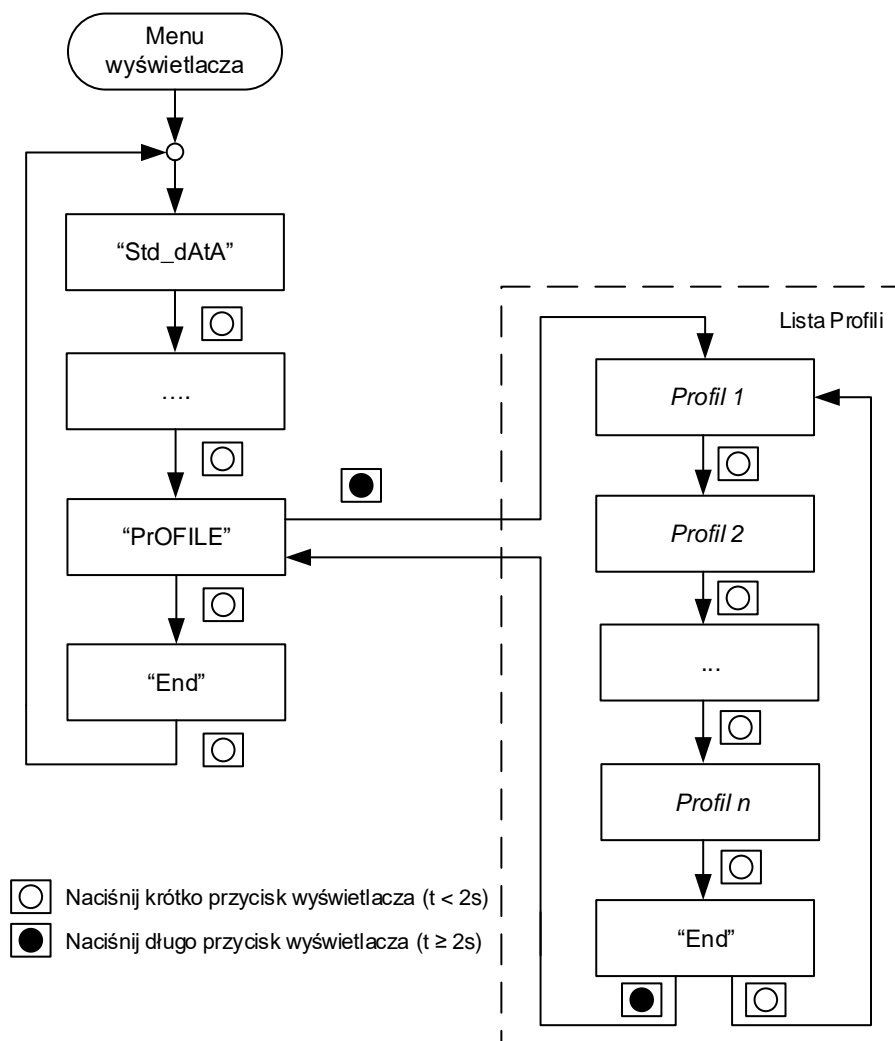 Menu
wyświetlacza
“Std_dAtA”
....
“PrOFILE”
“End”
Lista Profili
Profil 1
Profil 2
...
Profil n
“End”
Naciśnij krótko przycisk wyświetlacza (t < 2s)
Naciśnij długo przycisk wyświetlacza (t ≥ 2s)